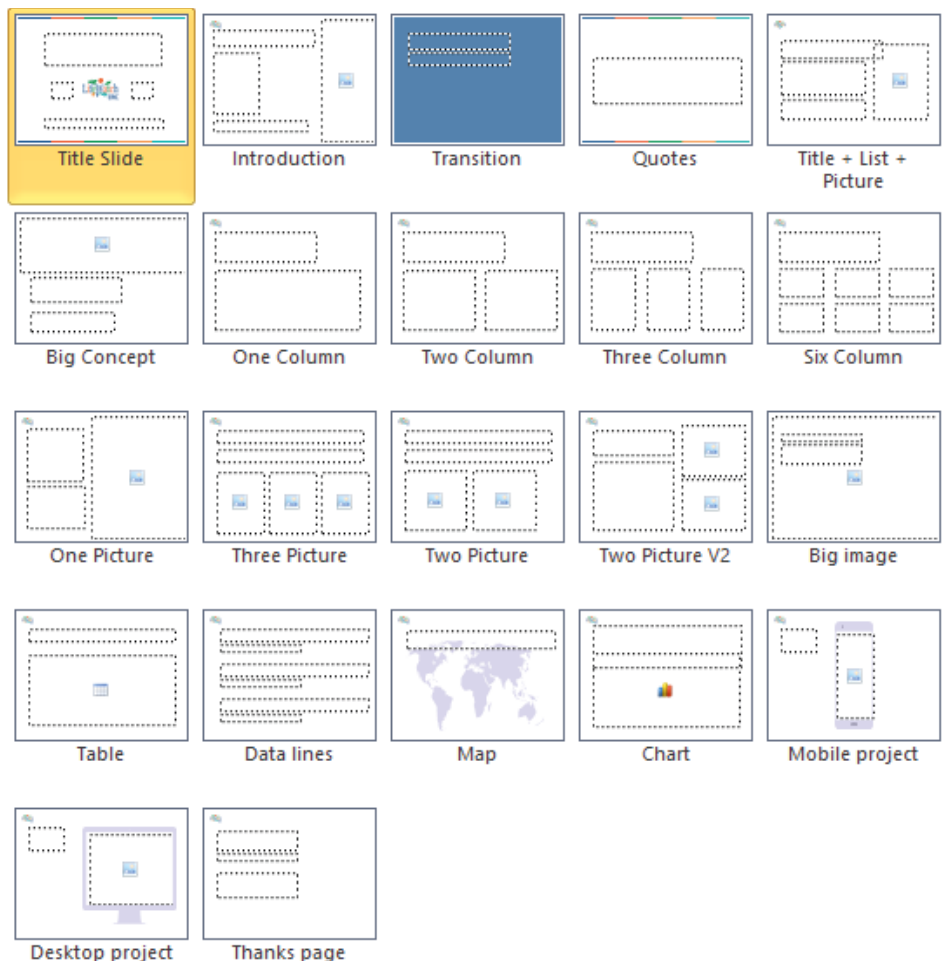 Title Slide
Introduction
Transition
Quotes
Title + List +
Picture
Big Concept
One Column
Two Column
Three Column
Six Column
One Picture
Three Picture
Two Picture
Two Picture V2
Big image
Table
Data lines
Map
Chart
Mobile project
Desktop project
Thanks page